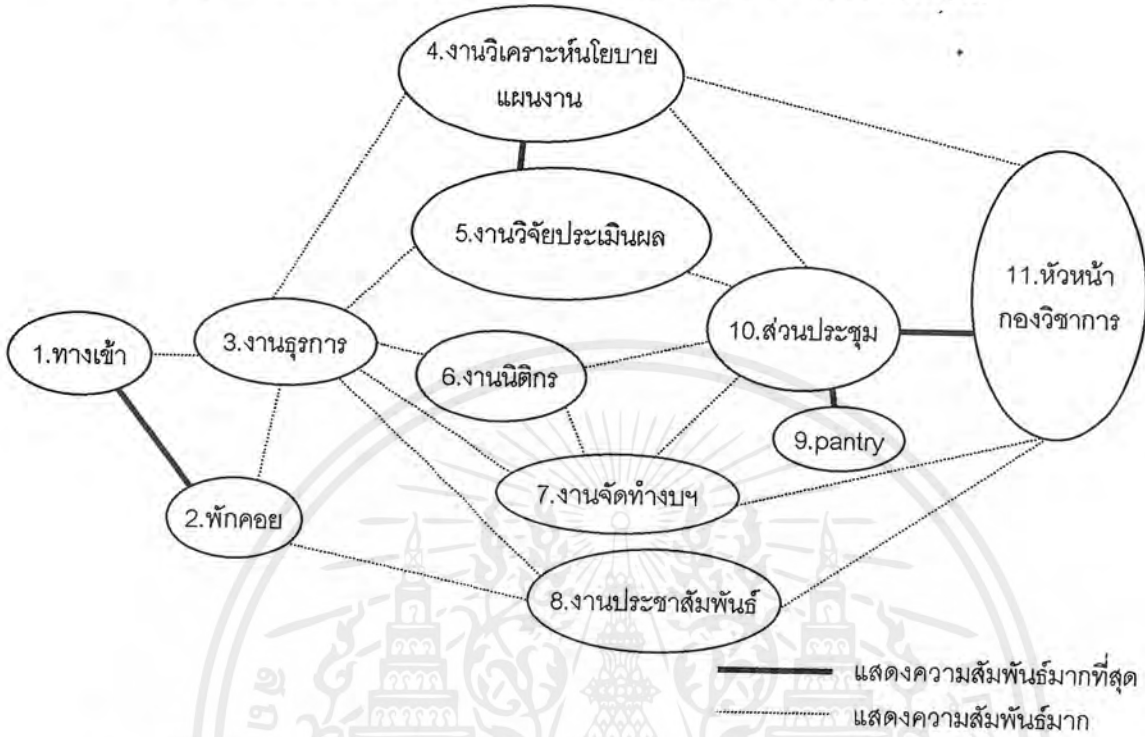 4.งานวิเคราะห์นโยบาย
แผนงาน
5.งานวิจัยประเมินผล
11.หัวหน้า
กองวิชาการ
10.ส่วนประชุม
3.งานธุรการ
1.ทางเข้า
6.งานนิติกร
9.pantry
7.งานจัดทำงบฯ
2.พักคอย
8.งานประชาสัมพันธ์
แสดงความสัมพันธ์มากที่สุด
แสดงความสัมพันธ์มาก